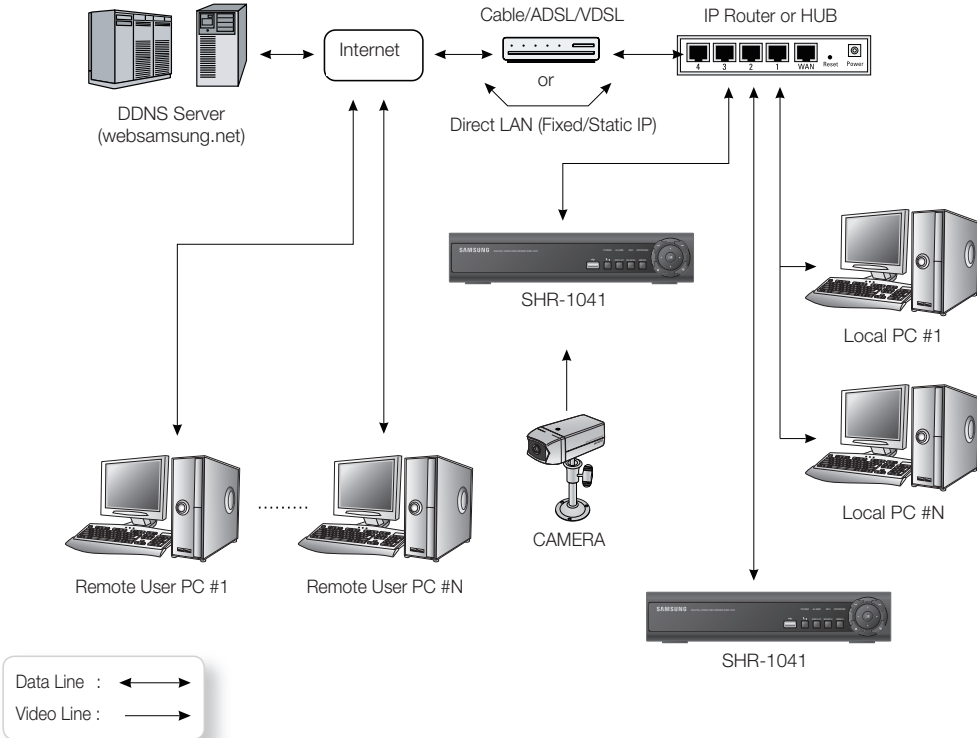 Cable/ADSL/VDSL
IP Router or HUB
Internet
or
4 3 2 1 WAN Reset Power
DDNS Server
(websamsung.net)
Direct LAN (Fixed/Static IP)
SAMSUNG
SHR-1041
Local PC #1
CAMERA
Local PC #N
Remote User PC #1
Remote User PC #N
SAMSUNG
SHR-1041
Data Line :
Video Line :